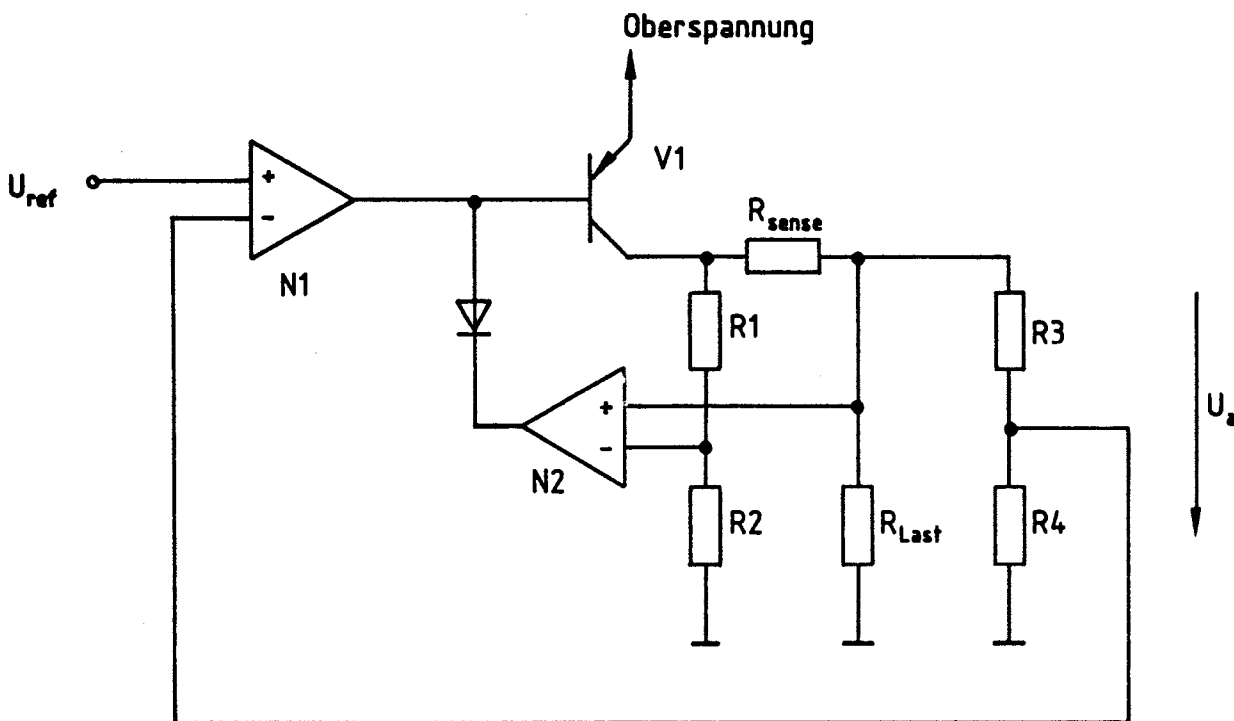 Oberspannung
V1
U_ref
+
-
N1
R_sense
R1
R3
U_a
+
-
N2
R2
R_Last
R4